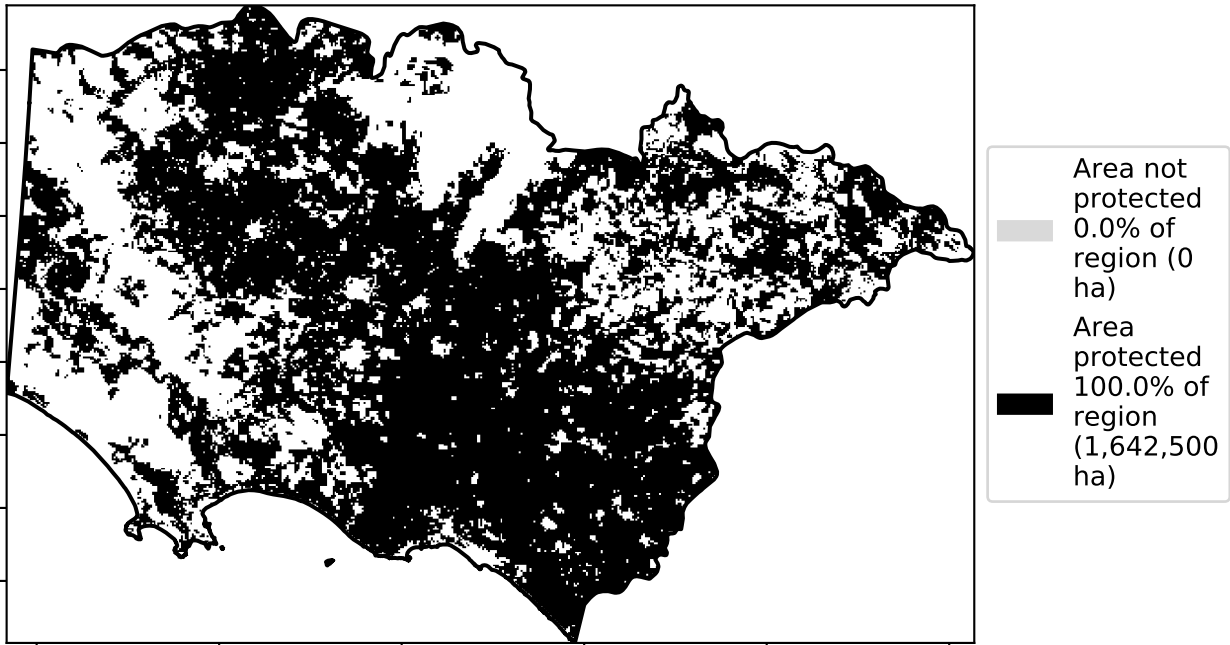 Area not
protected
0.0% of
region (0
ha)
Area
protected
100.0% of
region
(1,642,500
ha)